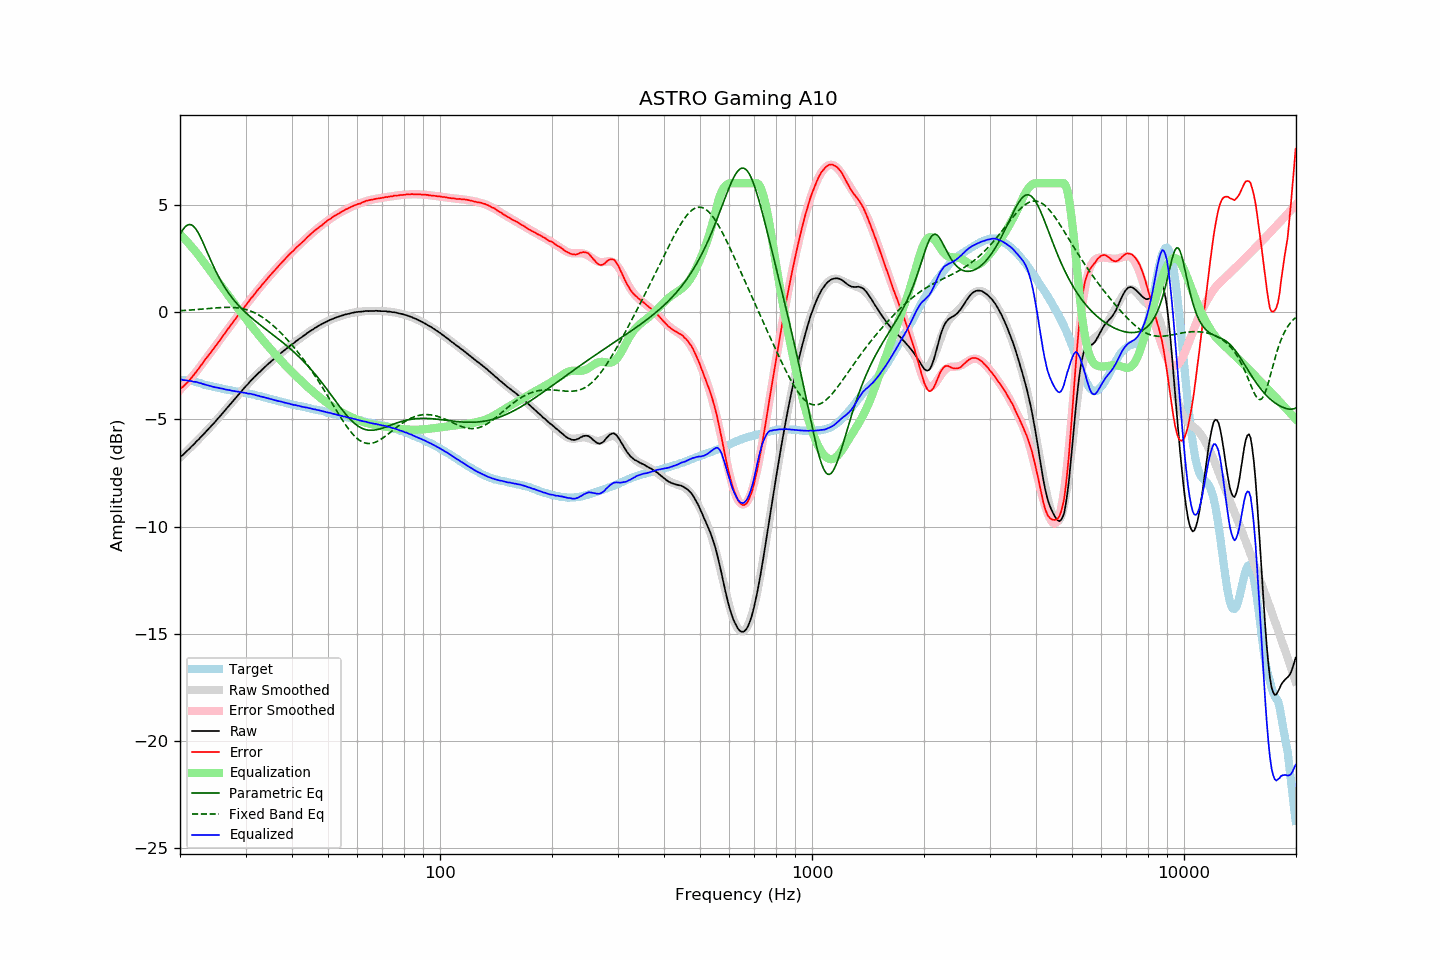 ASTRO Gaming A10
Amplitude (dBr)
5
0
−5
−10
−15
−20
−25
Target
Raw Smoothed
Error Smoothed
Raw
Error
Equalization
Parametric Eq
Fixed Band Eq
Equalized
100
1000
10000
Frequency (Hz)